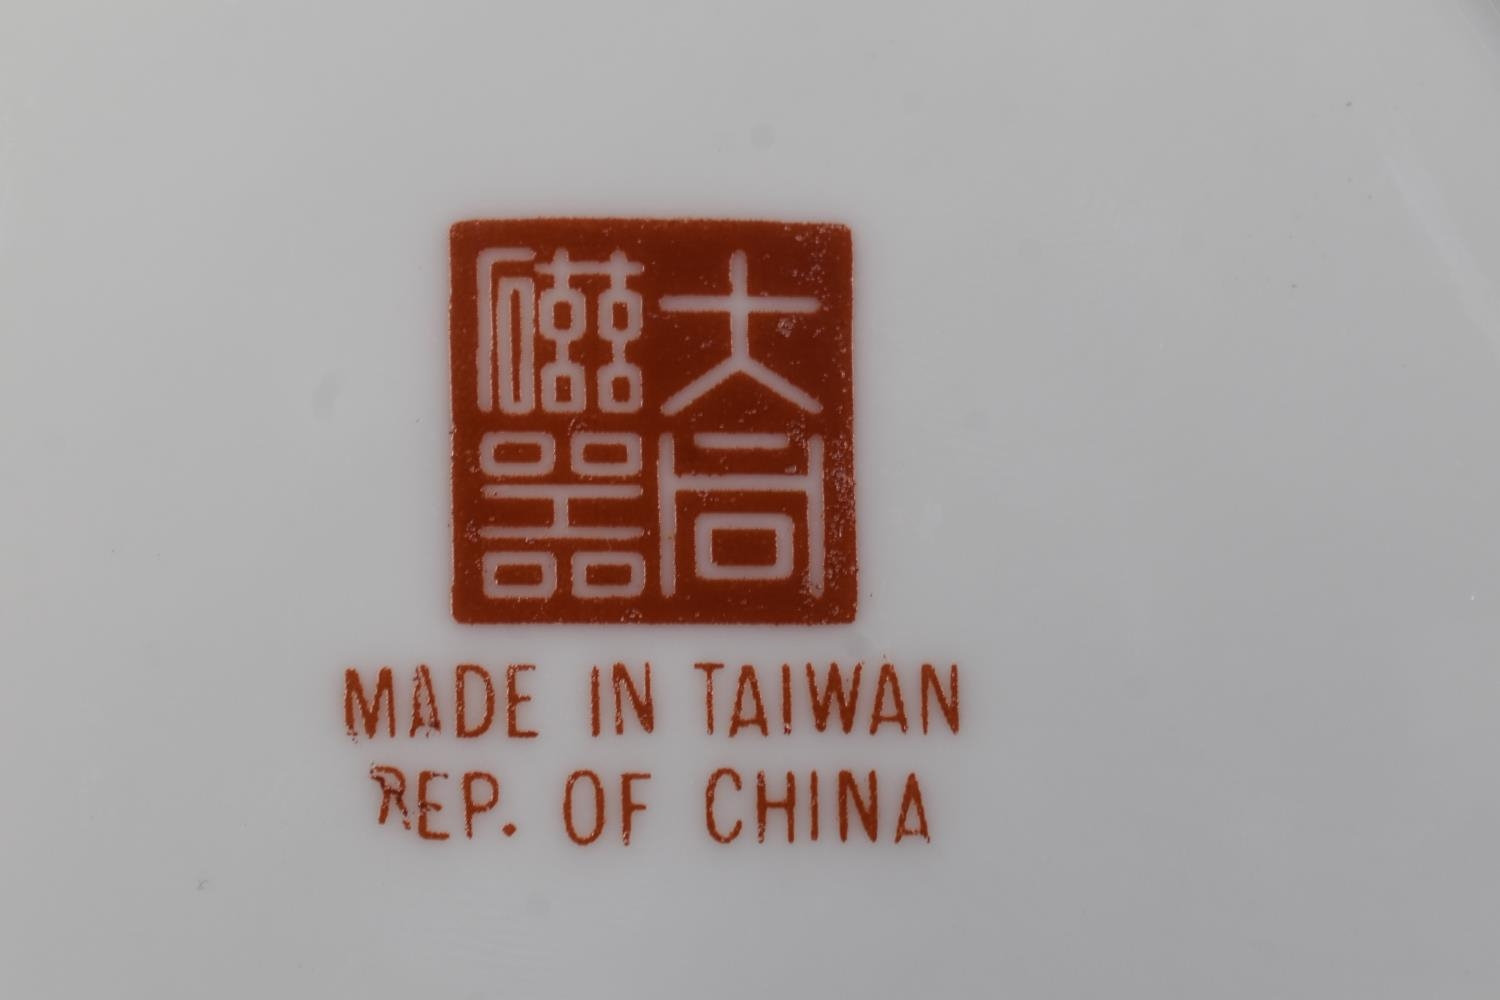 大同
磁器
MADE IN TAIWAN
REP. OF CHINA